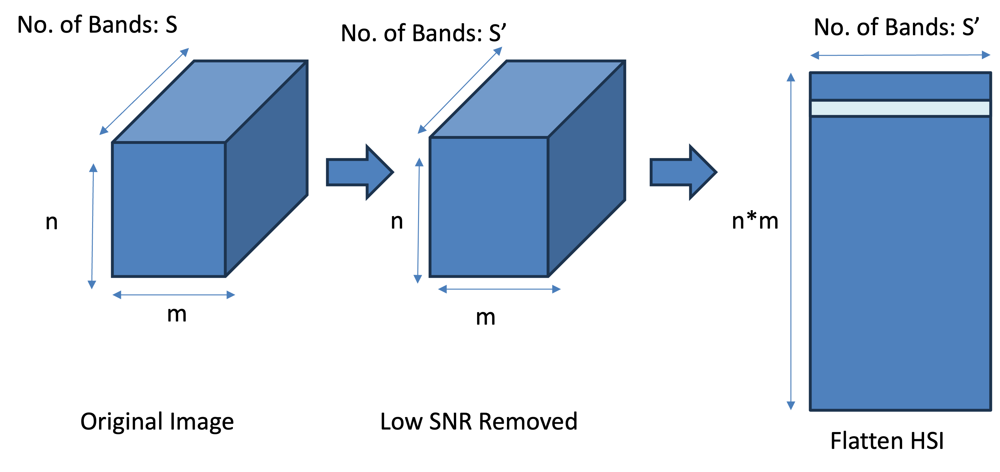 No. of Bands: S
No. of Bands: S’
No. of Bands: S’
n
n
n*m
m
m
Original Image
Low SNR Removed
Flatten HSI